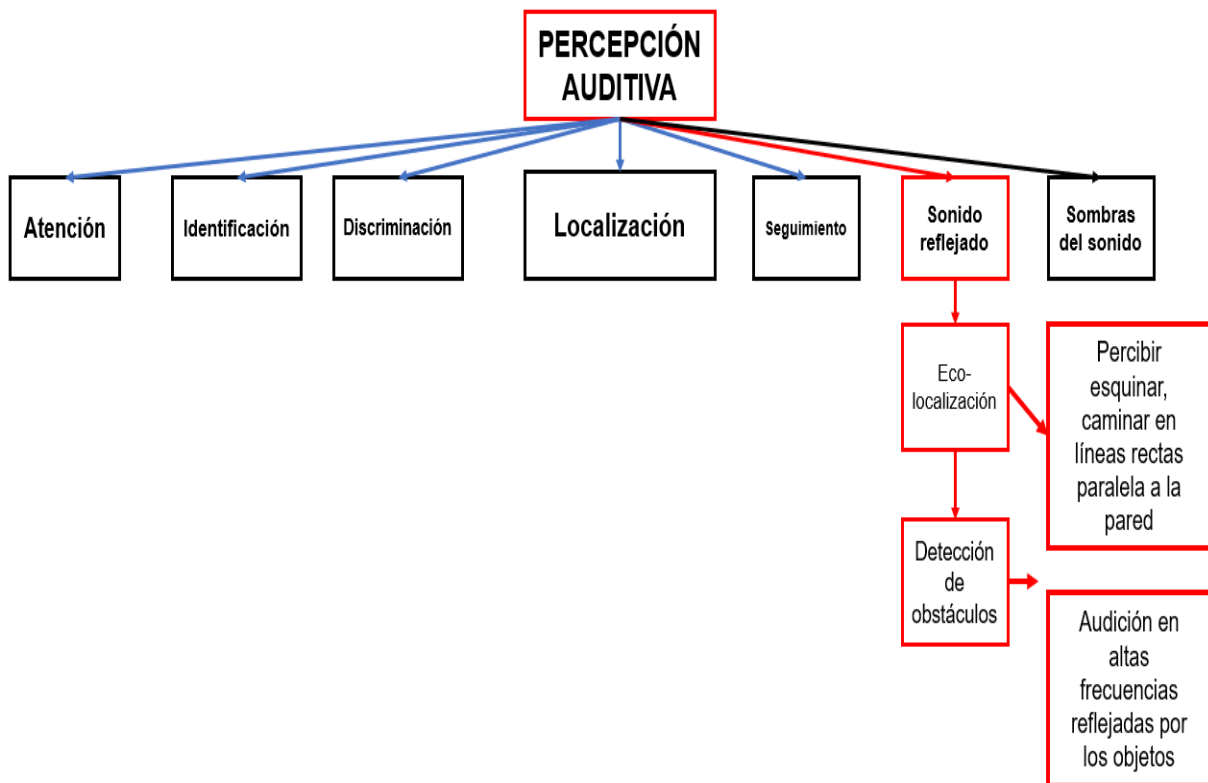 PERCEPCIÓN
AUDITIVA
Atención
Identificación
Discriminación
Localización
Seguimiento
Sonido
reflejado
Sombras
del sonido
Eco-
localización
Percibir
esquinar,
caminar en
líneas rectas
paralela a la
pared
Detección
de
obstáculos
Audición en
altas
frecuencias
reflejadas por
los objetos